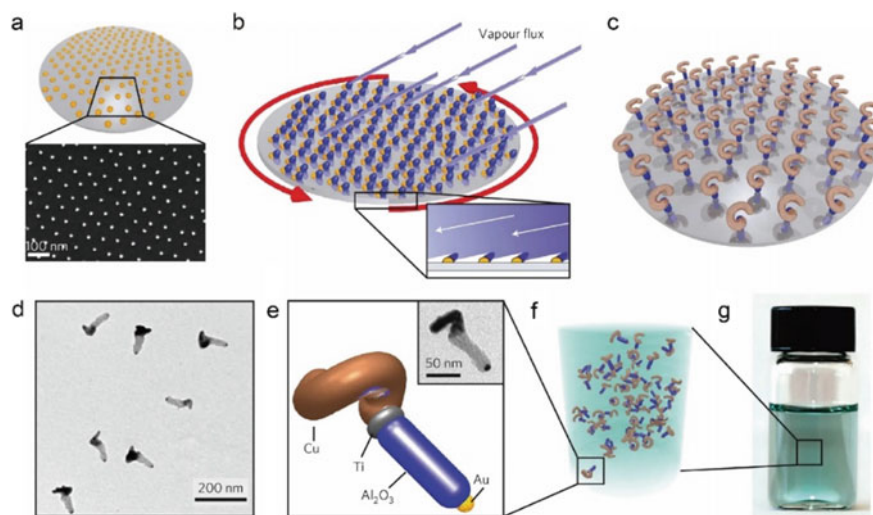 a
100 nm
b
Vapour flux
c
d
200 nm
e
50 nm
Cu
Ti
Al₂O₃
Au
f
g